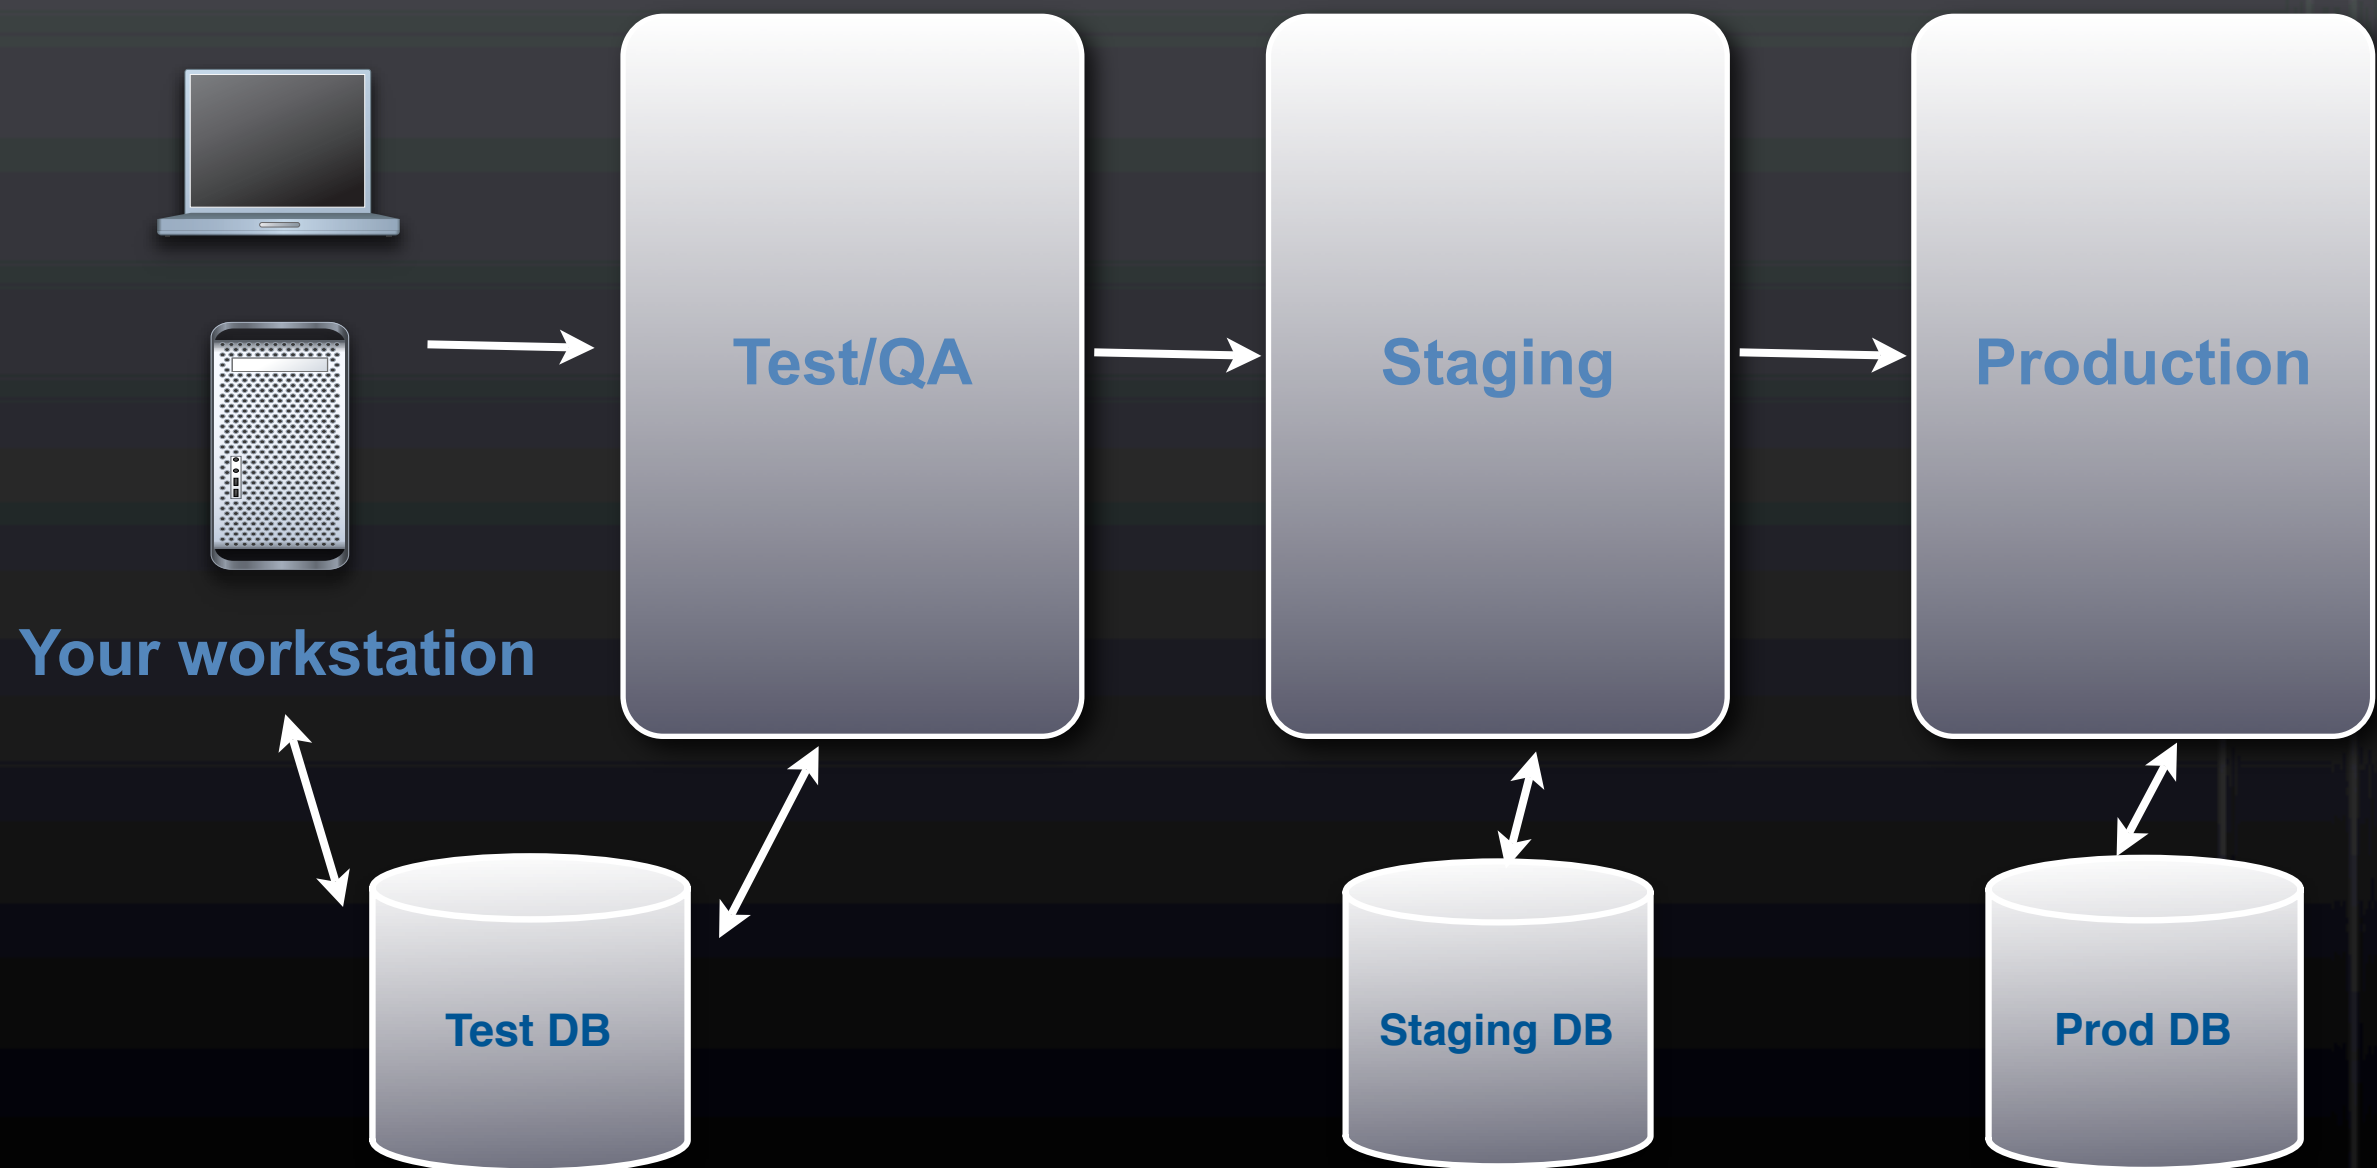 Test/QA
Staging
Production
Your workstation
Test DB
Staging DB
Prod DB